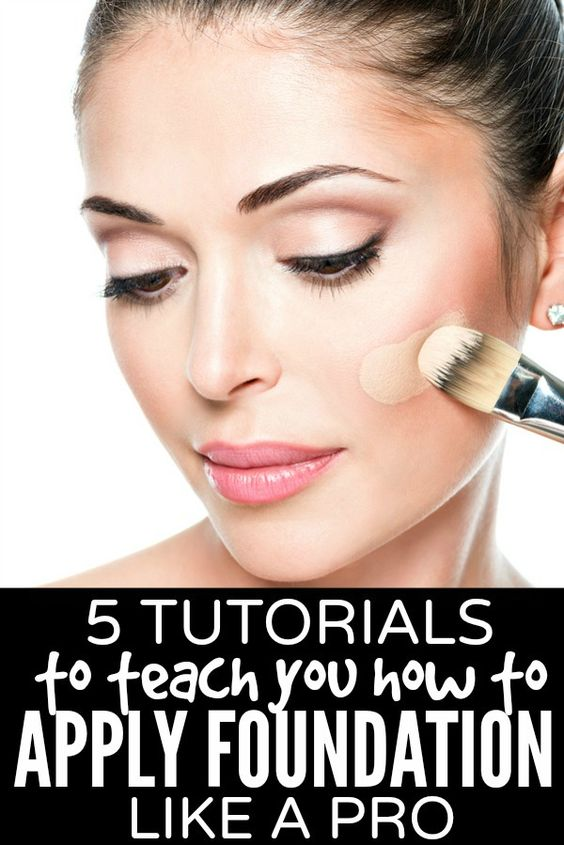 5 TUTORIALS
to teach you how to
APPLY FOUNDATION
LIKE A PRO